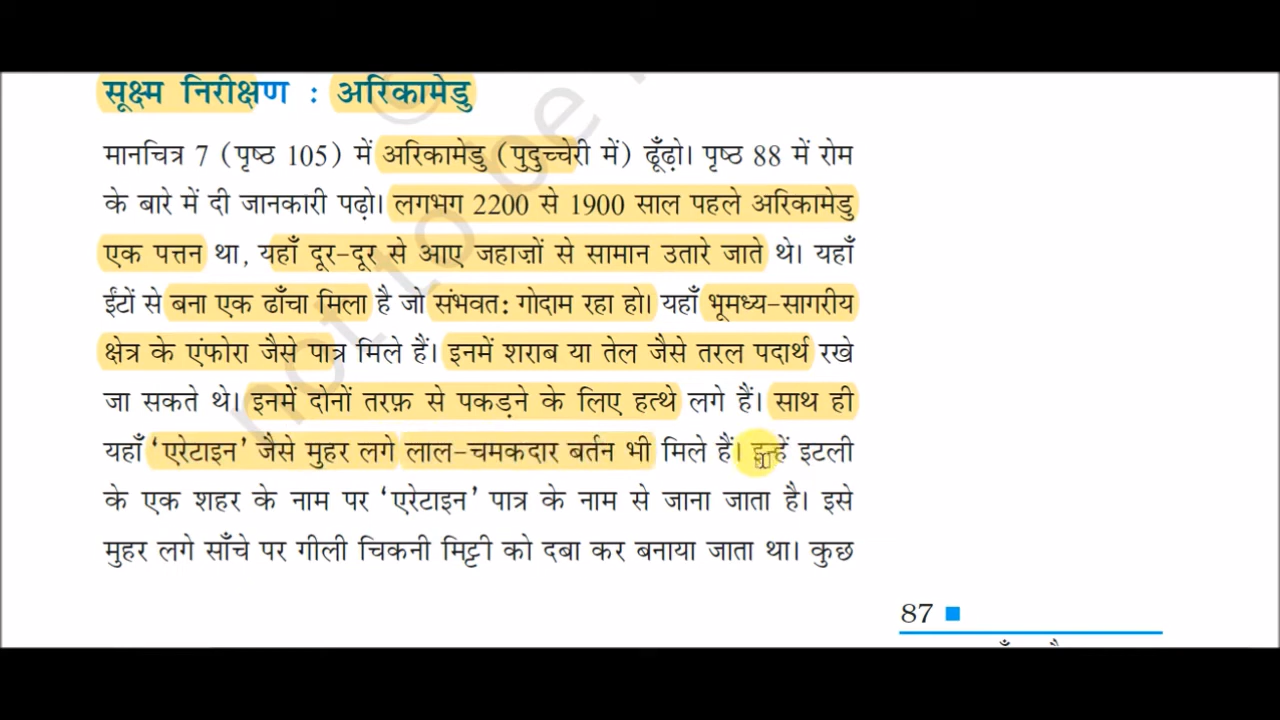 सूक्ष्म निरीक्षण : अरिकामेडु
मानचित्र 7 (पृष्ठ 105) में अरिकामेडु (पुदुच्चेरी में) ढूँढ़ो। पृष्ठ 88 में रोम
के बारे में दी जानकारी पढ़ो। लगभग 2200 से 1900 साल पहले अरिकामेडु
एक पत्तन था, यहाँ दूर-दूर से आए जहाज़ों से सामान उतारे जाते थे। यहाँ
ईंटों से बना एक ढाँचा मिला है जो संभवत: गोदाम रहा हो। यहाँ भूमध्य-सागरीय
क्षेत्र के एंफोरा जैसे पात्र मिले हैं। इनमें शराब या तेल जैसे तरल पदार्थ रखे
जा सकते थे। इनमें दोनों तरफ़ से पकड़ने के लिए हत्थे लगे हैं। साथ ही
यहाँ ‘एरेटाइन’ जैसे मुहर लगे लाल-चमकदार बर्तन भी मिले हैं। इन्हें इटली
के एक शहर के नाम पर ‘एरेटाइन’ पात्र के नाम से जाना जाता है। इसे
मुहर लगे साँचे पर गीली चिकनी मिट्टी को दबा कर बनाया जाता था। कुछ
87
not to be